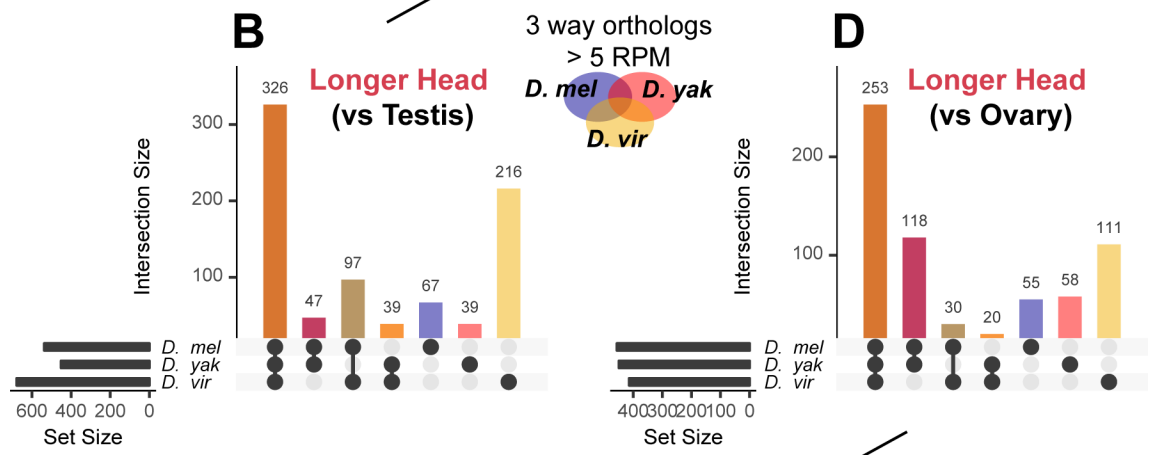 B
Longer Head
(vs Testis)
Intersection Size
300
200
100
326
47
97
39
67
39
216
D. mel
D. yak
D. vir
600 400 200 0
Set Size
3 way orthologs
> 5 RPM
D. mel
D. yak
D. vir
D
Longer Head
(vs Ovary)
Intersection Size
200
100
253
118
30
20
55
58
111
D. mel
D. yak
D. vir
400 300 200 100 0
Set Size